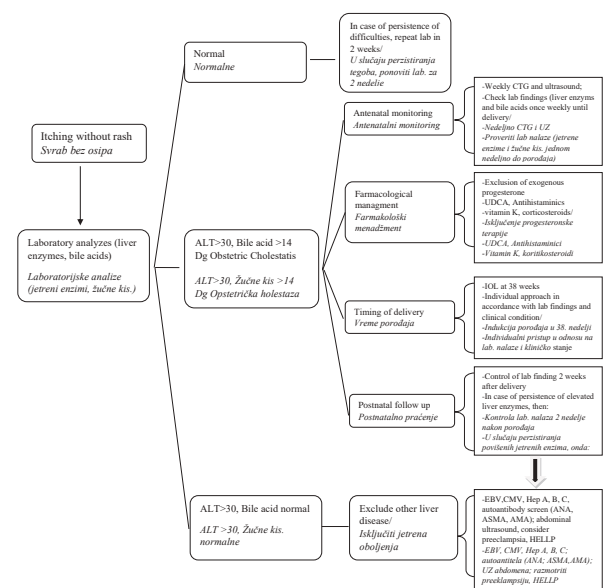 Itching without rash
Svrab bez osipa
Laboratory analyzes (liver
enzymes, bile acids)
Laboratorijske analize
(jetreni enzimi, žučne kis.)
Normal
Normalne
In case of persistence of
difficulties, repeat lab in
2 weeks/
U slučaju perzistiranja
tegoba, ponoviti lab. za
2 nedelie
ALT>30, Bile acid >14
Dg Obstetric Cholestatis
ALT>30, Žučne kis >14
Dg Opstetrička holestaza
Antenatal monitoring
Antenatalni monitoring
-Weekly CTG and ultrasound;
-Check lab findings (liver enzyms
and bile acids once weekly until
delivery/
-Nedeljno CTG i UZ
-Proveriti lab nalaze (jetrene
enzime i žučne kis. jednom
nedeljno do porođaja)
Farmacological
managment
Farmakološki
menadžment
-Exclusion of exogenous
progesterone
-UDCA, Antihistaminics
-vitamin K, corticosteroids/
-Isključenje progesteronske
terapije
-UDCA, Antihistaminici
-Vitamin K, koritikosteroidi
Timing of delivery
Vreme porođaja
-IOL at 38 weeks
-Individual approach in
accordance with lab findings and
clinical condition/
-Indukcija porođaja u 38. nedelji
-Individualni pristup u odnosu na
lab. nalaze i kliničko stanje
Postnatal follow up
Postnatalno praćenje
-Control of lab finding 2 weeks
after delivery
-In case of persistence of elevated
liver enzymes, then:
-Kontrola lab. nalaza 2 nedelje
nakon porođaja
-U slučaju perzistiranja
povišenih jetrenih enzima, onda:
ALT>30, Bile acid normal
ALT >30, Žučne kis.
normalne
Exclude other liver
disease/
Isključiti jetrena
oboljenja
-EBV,CMV, Hep A, B, C,
autoantibody screen (ANA,
ASMA, AMA); abdominal
ultrasound, consider
preeclampsia, HELLP
-EBV, CMV, Hep A, B, C;
autoantitela (ANA; ASMA,AMA);
UZ abdomena; razmotriti
preeklampsiju, HELLP